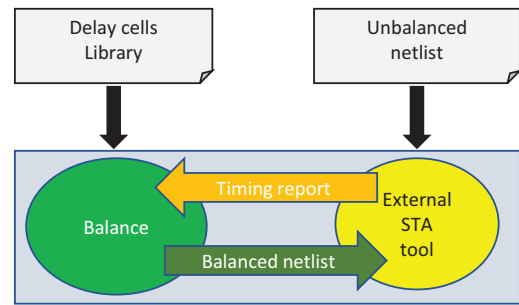 Delay cells
Library
Unbalanced
netlist
Timing report
Balance
External
STA
tool
Balanced netlist